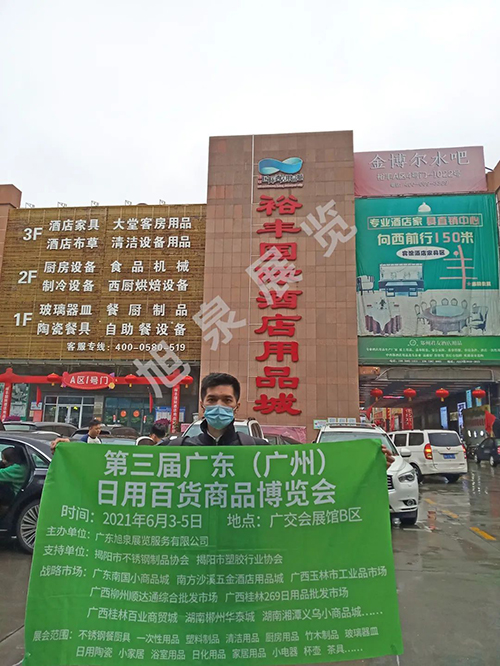 裕丰国际酒店用品城
3F 酒店家具 大堂客房用品
酒店布草 清洁设备用品
2F 厨房设备 食品机械
制冷设备 西厨烘焙设备
1F 玻璃器皿 餐厨制品
陶瓷餐具 自助餐设备
客服专线：400-0580-519
A区1号门
金博尔水吧
专业酒店家具直销中心
向西前行150米
旭泉展览
第三届广东（广州）
日用百货商品博览会
时间：2021年6月3-5日 地点：广交会展馆B区
主办单位：广东旭泉展览服务有限公司
支持单位：揭阳市不锈钢制品协会 揭阳市塑胶行业协会
战略市场：广东南国小商品城 南方沙溪五金酒店用品城 广西玉林市工业品市场
广西柳州顺达通综合批发市场 广西桂林269日用品批发市场
广西桂林百业商贸城 湖南郴州华泰城 湖南湘潭义乌小商品城……
展会范围：不锈钢餐厨具 一次性用品 塑料制品 清洁用品 厨房用品 竹木制品 玻璃器皿
日用陶瓷 小家居 浴室用品 日化用品 家居用品 小电器 杯壶 茶具……